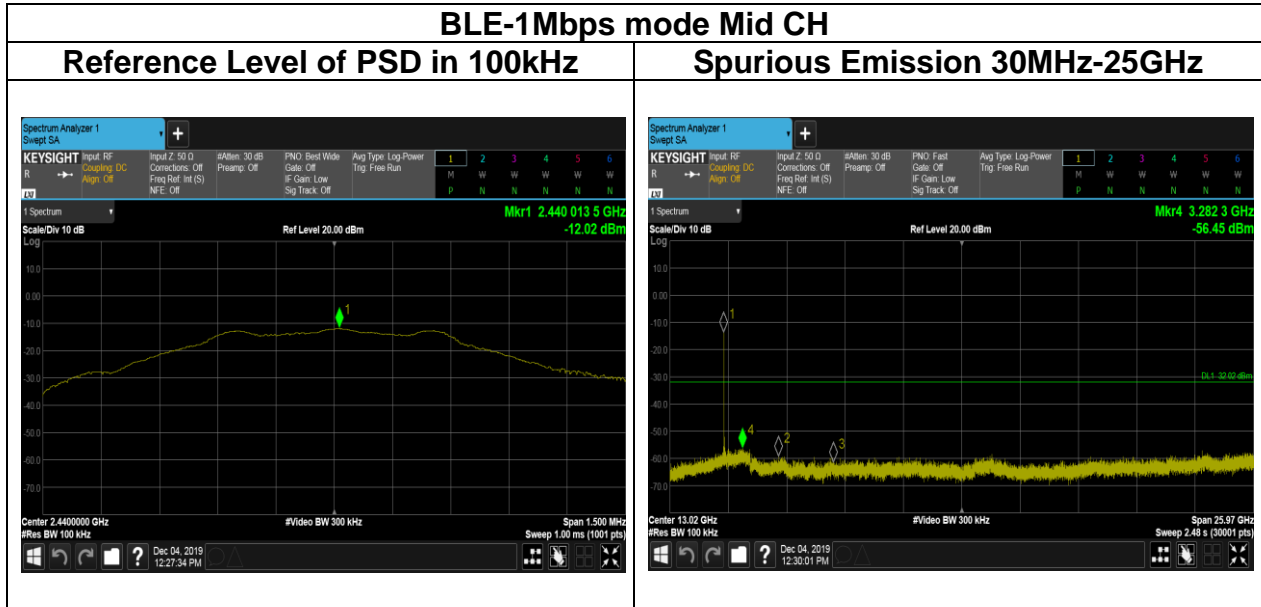 BLE-1Mbps mode Mid CH
Reference Level of PSD in 100kHz
Spurious Emission 30MHz-25GHz
Spectrum Analyzer 1
Swept SA
+
KEYSIGHT Input: RF Input Z: 50 Ω #Atten: 30 dB PNO: Best Wide Avg Type: Log-Power 1 2 3 4 5 6
R Coupling: DC Corrections: Off Preamp: Off Gate: Off Trig: Free Run M W W W W W
Align: Off Freq Ref: Int (S) IF Gain: Low
LXI NFE: Off Sig Track: Off P N N N N N
1 Spectrum
Mkr1 2.440 013 5 GHz
Scale/Div 10 dB Ref Level 20.00 dBm -12.02 dBm
Log
10.0
0.00
1
-10.0
-20.0
-30.0
-40.0
-50.0
-60.0
-70.0
Center 2.4400000 GHz #Video BW 300 kHz Span 1.500 MHz
#Res BW 100 kHz Sweep 1.00 ms (1001 pts)
? Dec 04, 2019
12:27:34 PM
Spectrum Analyzer 1
Swept SA
+
KEYSIGHT Input: RF Input Z: 50 Ω #Atten: 30 dB PNO: Fast Avg Type: Log-Power 1 2 3 4 5 6
R Coupling: DC Corrections: Off Preamp: Off Gate: Off Trig: Free Run M W W W W W
Align: Off Freq Ref: Int (S) IF Gain: Low
LXI NFE: Off Sig Track: Off P N N N N N
1 Spectrum
Mkr4 3.282 3 GHz
Scale/Div 10 dB Ref Level 20.00 dBm -56.45 dBm
Log
10.0
0.00
1
-10.0
-20.0
-30.0 DL1 -32.02 dBm
-40.0
-50.0
4 2 3
-60.0
-70.0
Center 13.02 GHz #Video BW 300 kHz Span 25.97 GHz
#Res BW 100 kHz Sweep 2.48 s (30001 pts)
? Dec 04, 2019
12:30:01 PM